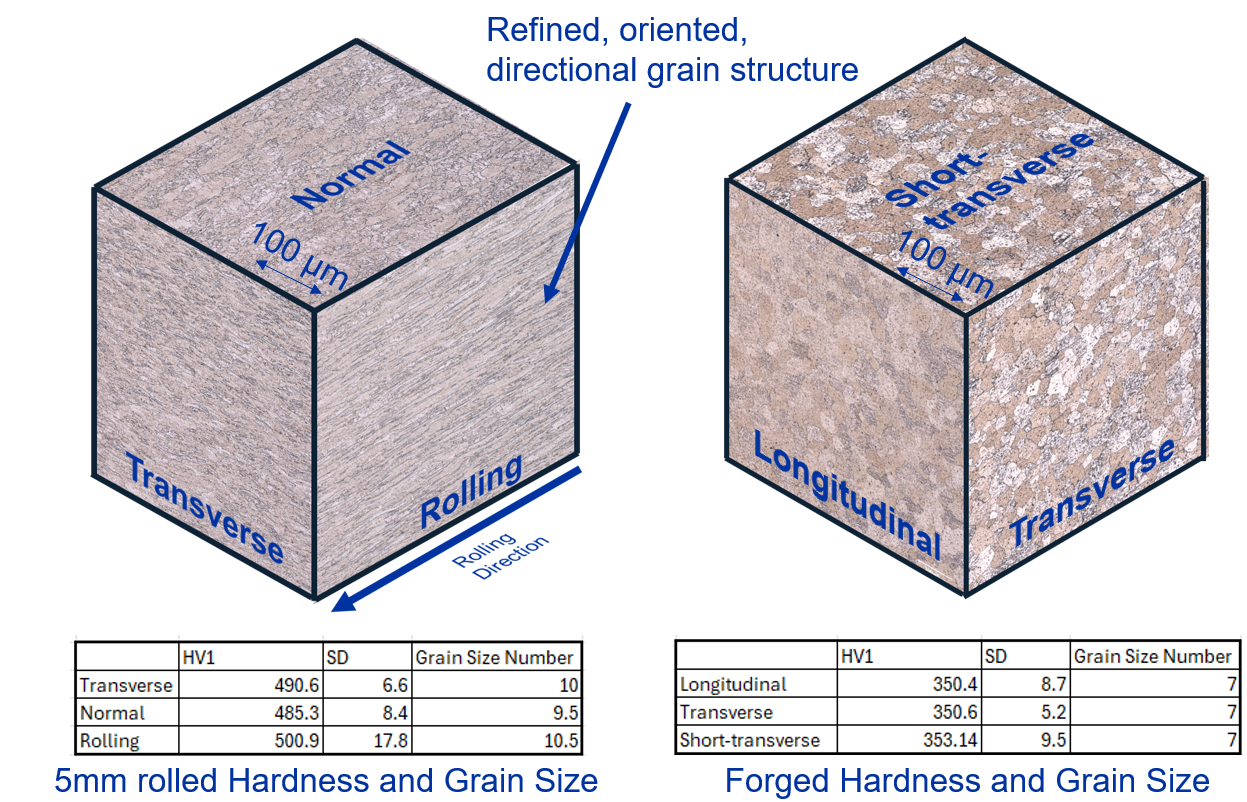 Refined, oriented,
directional grain structure
Normal
100 µm
Transverse
Rolling
Rolling
Direction
Short-
transverse
100 µm
Longitudinal
Transverse
HV1 SD Grain Size Number
Transverse 490.6 6.6 10
Normal 485.3 8.4 9.5
Rolling 500.9 17.8 10.5
5mm rolled Hardness and Grain Size
HV1 SD Grain Size Number
Longitudinal 350.4 8.7 7
Transverse 350.6 5.2 7
Short-transverse 353.14 9.5 7
Forged Hardness and Grain Size